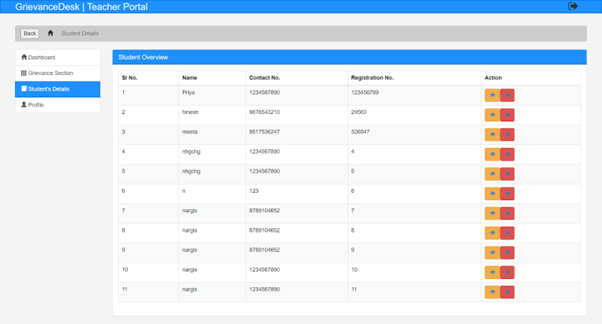 GrievanceDesk | Teacher Portal
Back Student Details
Dashboard
Grievance Section
Student's Details
Profile
Student Overview
Sl No. Name Contact No. Registration No. Action
1 Priya 1234567890 123456789
2 hinesh 9876543210 29563
3 meeta 9517536247 326547
4 nhgchg 1234567890 4
5 nhgchg 1234567890 5
6 n 123 6
7 nargis 8789104652 7
8 nargis 8789104652 8
9 nargis 8789104652 9
10 nargis 1234567890 10
11 nargis 1234567890 11